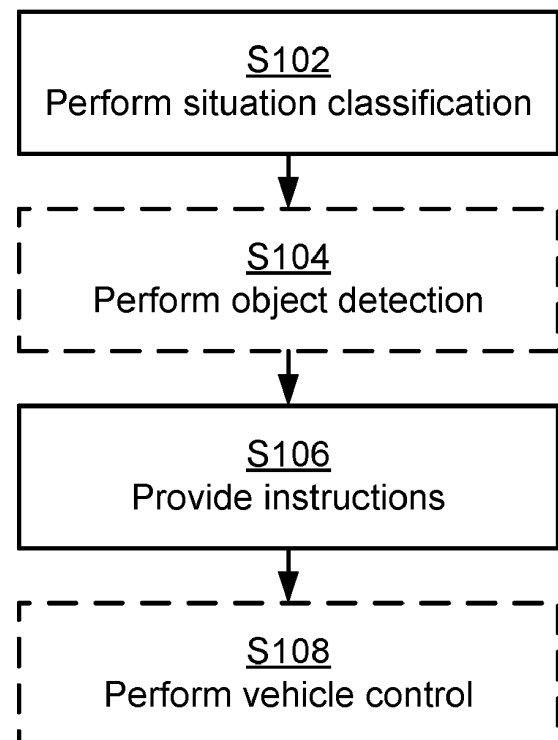 S102
Perform situation classification
S104
Perform object detection
S106
Provide instructions
S108
Perform vehicle control